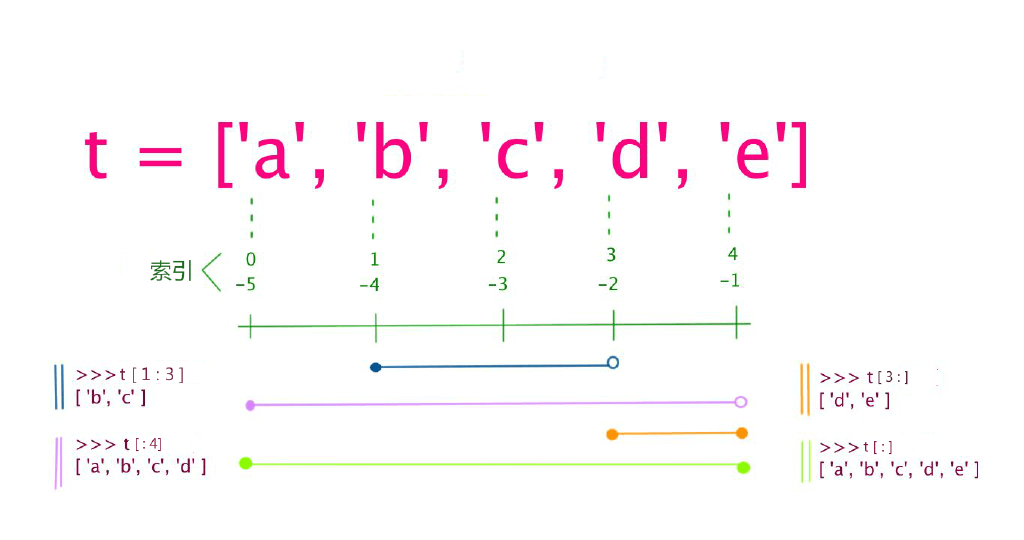 t = ['a', 'b', 'c', 'd', 'e']
索引
0 1 2 3 4
-5 -4 -3 -2 -1
>>>t [ 1 : 3 ]
[ 'b', 'c' ]
>>> t [ :4]
[ 'a', 'b', 'c', 'd' ]
>>> t [ 3 : ]
[ 'd', 'e' ]
>>>t [ : ]
[ 'a', 'b', 'c', 'd', 'e' ]